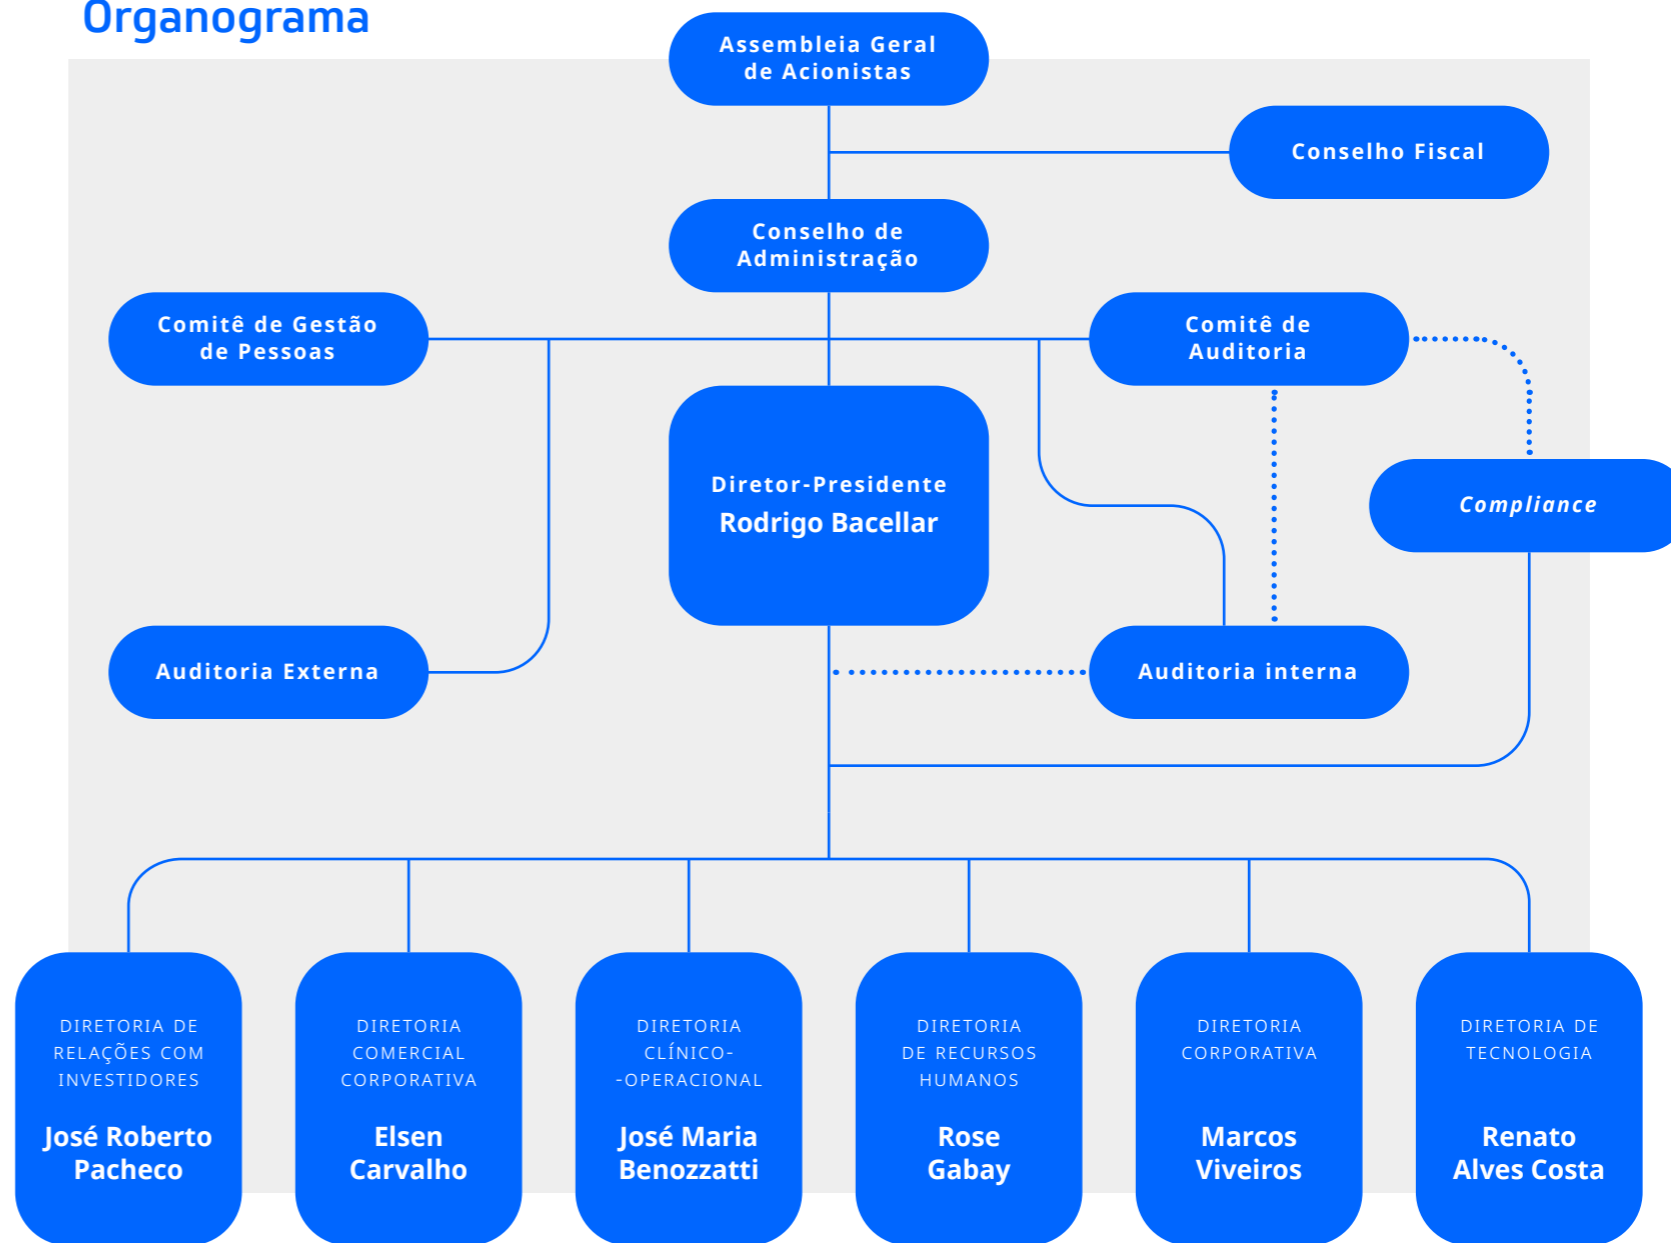 Organograma
Assembleia Geral
de Acionistas
Conselho Fiscal
Conselho de
Administração
Comitê de Gestão
de Pessoas
Comitê de
Auditoria
Diretor-Presidente
Rodrigo Bacellar
Compliance
Auditoria Externa
Auditoria interna
DIRETORIA DE
RELAÇÕES COM
INVESTIDORES
José Roberto
Pacheco
DIRETORIA
COMERCIAL
CORPORATIVA
Elsen
Carvalho
DIRETORIA
CLÍNICO-
-OPERACIONAL
José Maria
Benozzatti
DIRETORIA
DE RECURSOS
HUMANOS
Rose
Gabay
DIRETORIA
CORPORATIVA
Marcos
Viveiros
DIRETORIA DE
TECNOLOGIA
Renato
Alves Costa